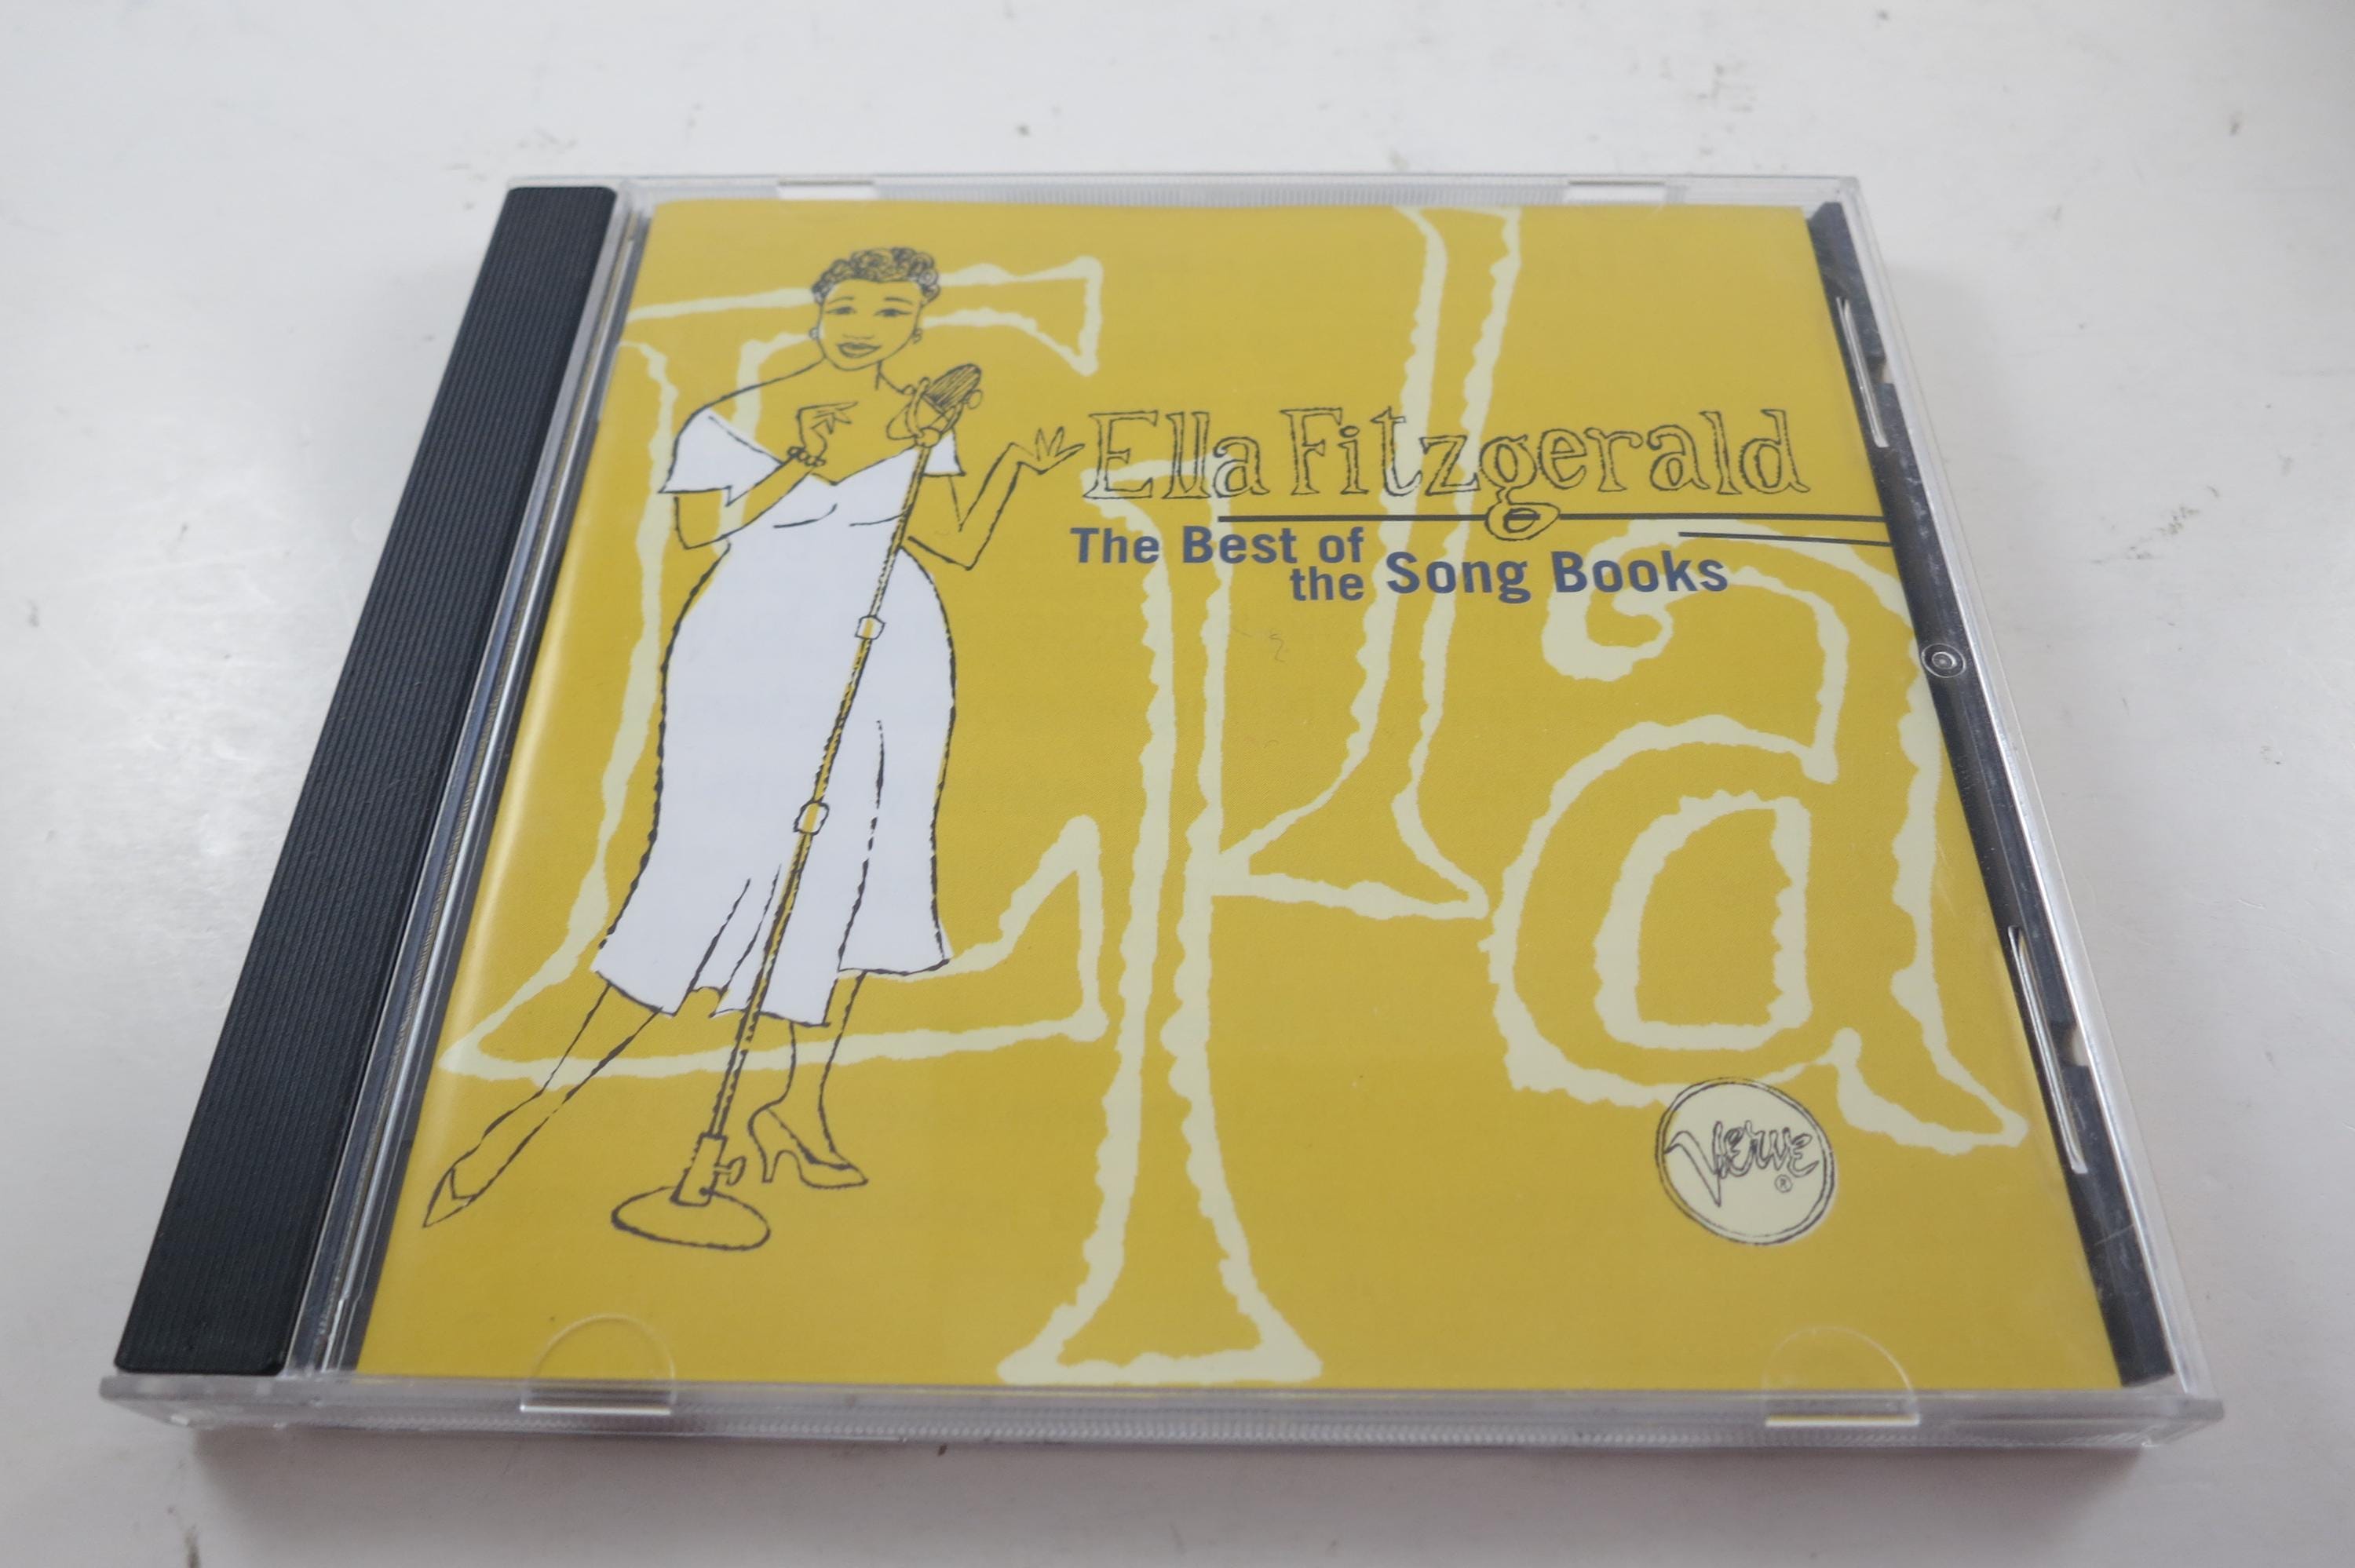 Ella
Ella Fitzgerald
The Best of
the Song Books
Verve
®